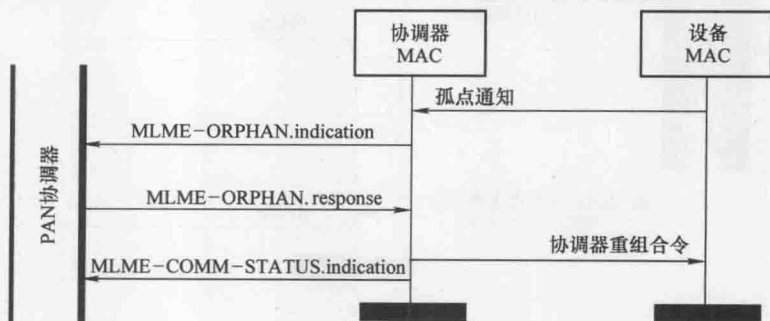 协调器
MAC
设备
MAC
孤点通知
MLME-ORPHAN.indication
PAN协调器
MLME-ORPHAN.response
协调器重组合令
MLME-COMM-STATUS.indication